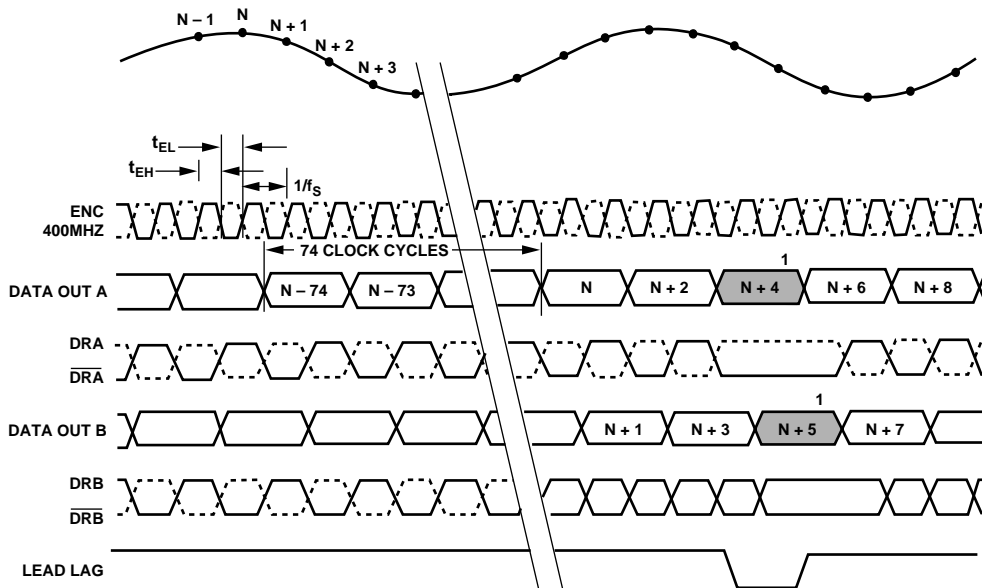 N – 1
N
N + 1
N + 2
N + 3
tEL
tEH
1/fS
ENC
400MHZ
74 CLOCK CYCLES
1
DATA OUT A
N – 74
N – 73
N
N + 2
N + 4
N + 6
N + 8
DRA
DRA
1
DATA OUT B
N + 1
N + 3
N + 5
N + 7
DRB
DRB
LEAD LAG